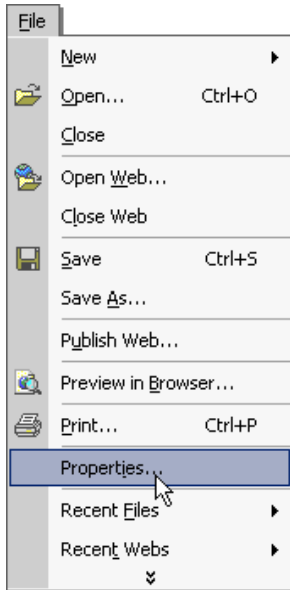 File
New
Open... Ctrl+O
Close
Open Web...
Close Web
Save Ctrl+S
Save As...
Publish Web...
Preview in Browser...
Print... Ctrl+P
Properties...
Recent Files
Recent Webs